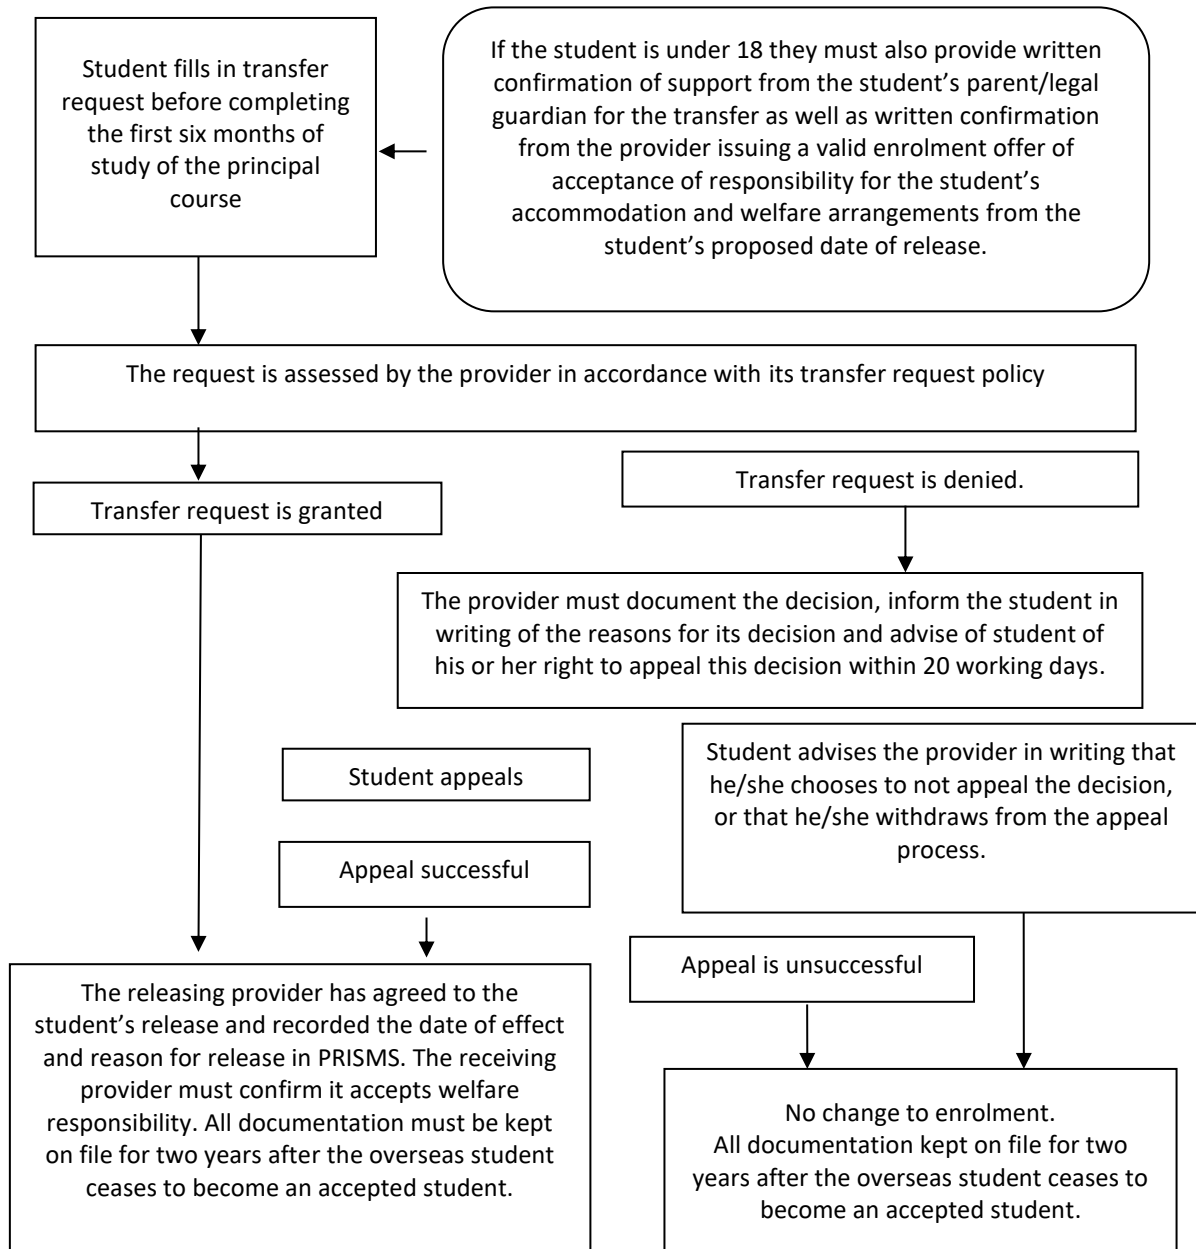 Student fills in transfer
request before completing
the first six months of
study of the principal
course
If the student is under 18 they must also provide written
confirmation of support from the student’s parent/legal
guardian for the transfer as well as written confirmation
from the provider issuing a valid enrolment offer of
acceptance of responsibility for the student’s
accommodation and welfare arrangements from the
student’s proposed date of release.
The request is assessed by the provider in accordance with its transfer request policy
Transfer request is granted
Transfer request is denied.
The provider must document the decision, inform the student in
writing of the reasons for its decision and advise of student of
his or her right to appeal this decision within 20 working days.
Student appeals
Student advises the provider in writing that
he/she chooses to not appeal the decision,
or that he/she withdraws from the appeal
process.
Appeal successful
Appeal is unsuccessful
The releasing provider has agreed to the
student’s release and recorded the date of effect
and reason for release in PRISMS. The receiving
provider must confirm it accepts welfare
responsibility. All documentation must be kept
on file for two years after the overseas student
ceases to become an accepted student.
No change to enrolment.
All documentation kept on file for two
years after the overseas student ceases to
become an accepted student.